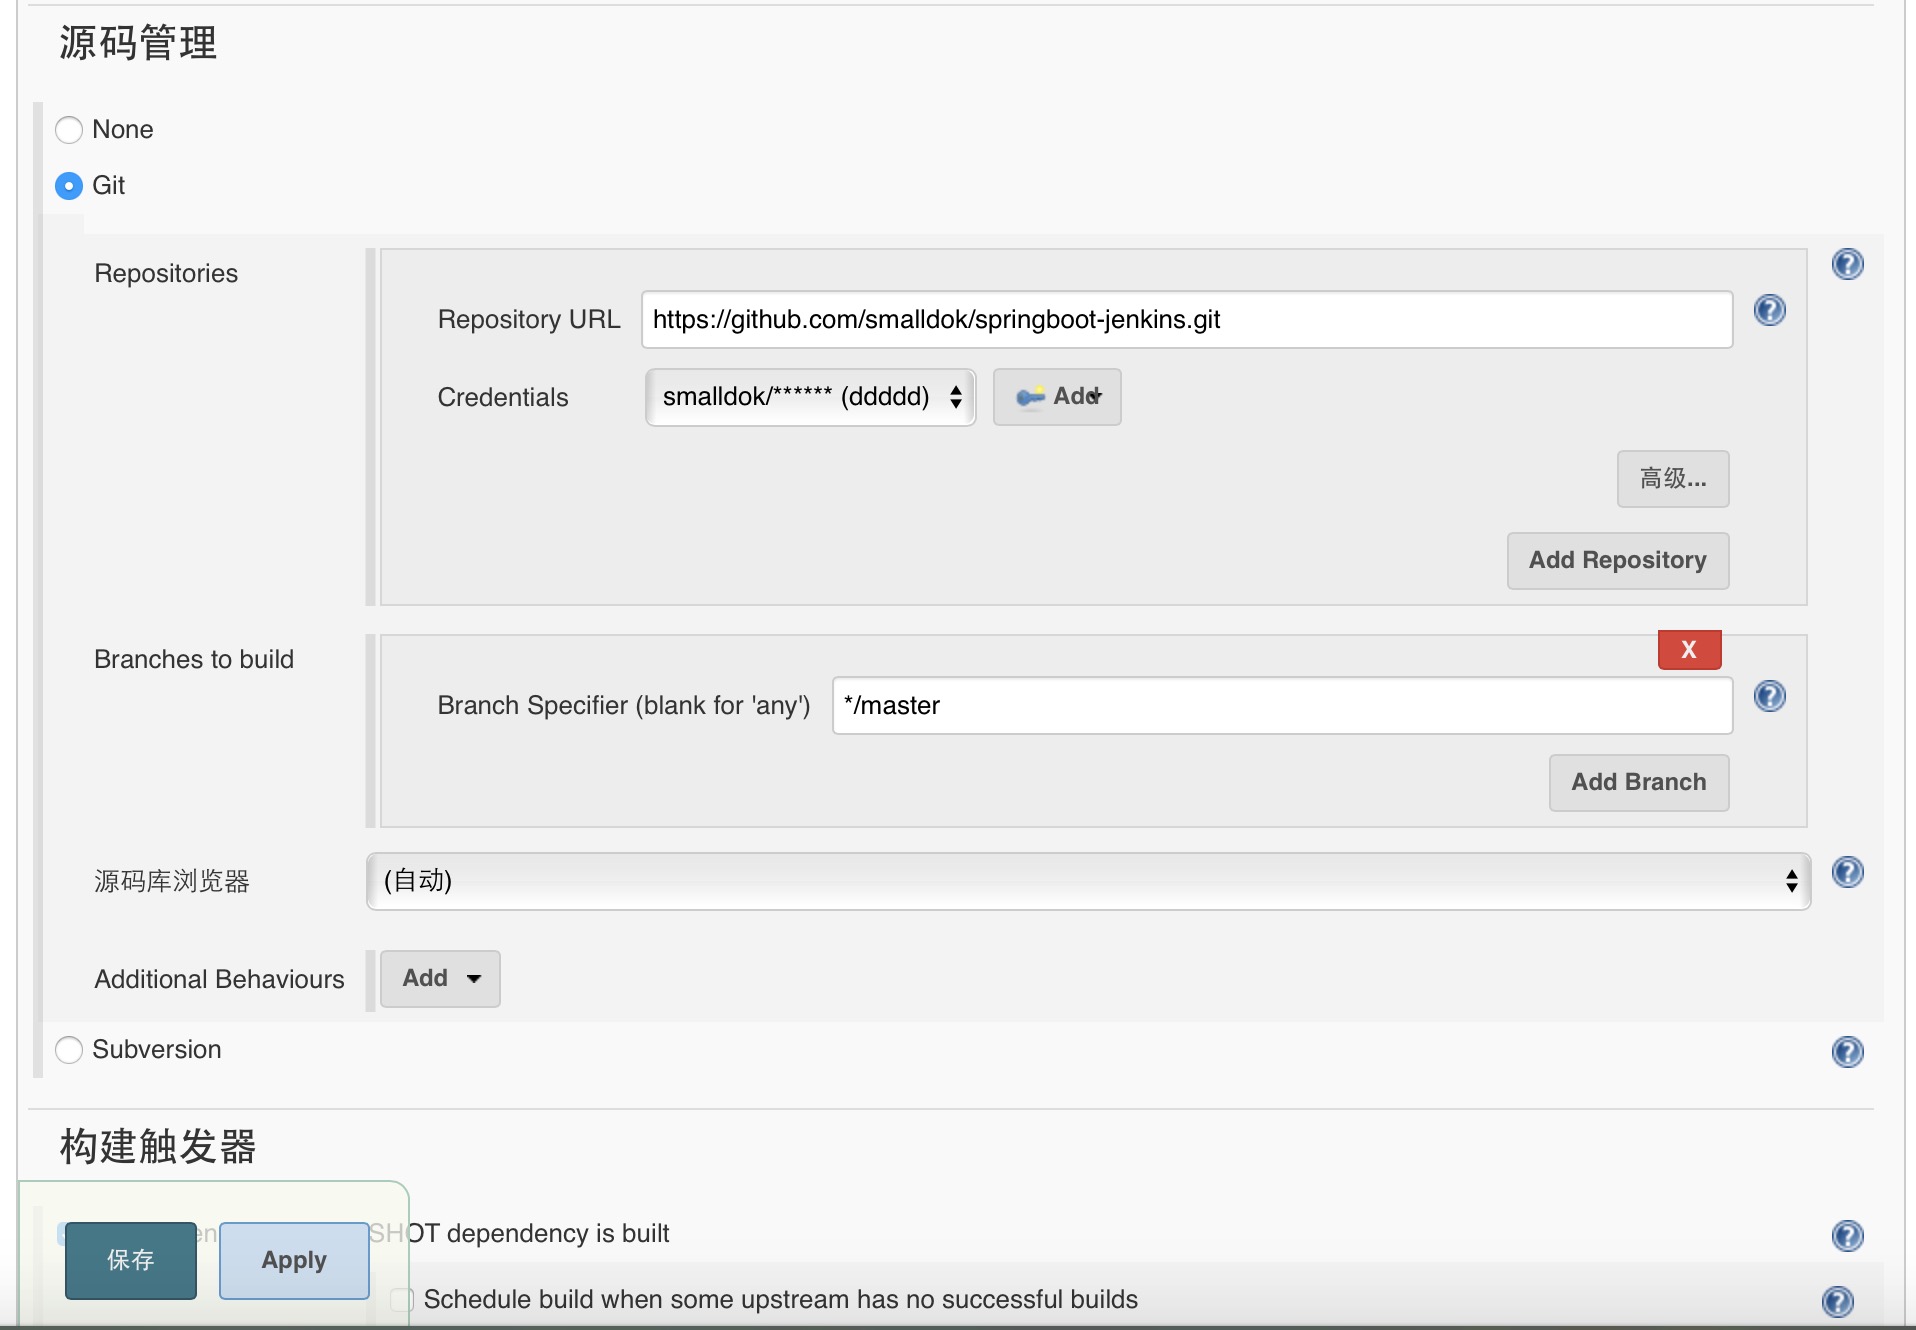 源码管理
None
Git
Repositories
Repository URL https://github.com/smalldok/springboot-jenkins.git
Credentials smalldok/****** (ddddd) Add
高级...
Add Repository
Branches to build
X
Branch Specifier (blank for 'any') */master
Add Branch
源码库浏览器 (自动)
Additional Behaviours Add
Subversion
构建触发器
SHOT dependency is built
保存 Apply
Schedule build when some upstream has no successful builds